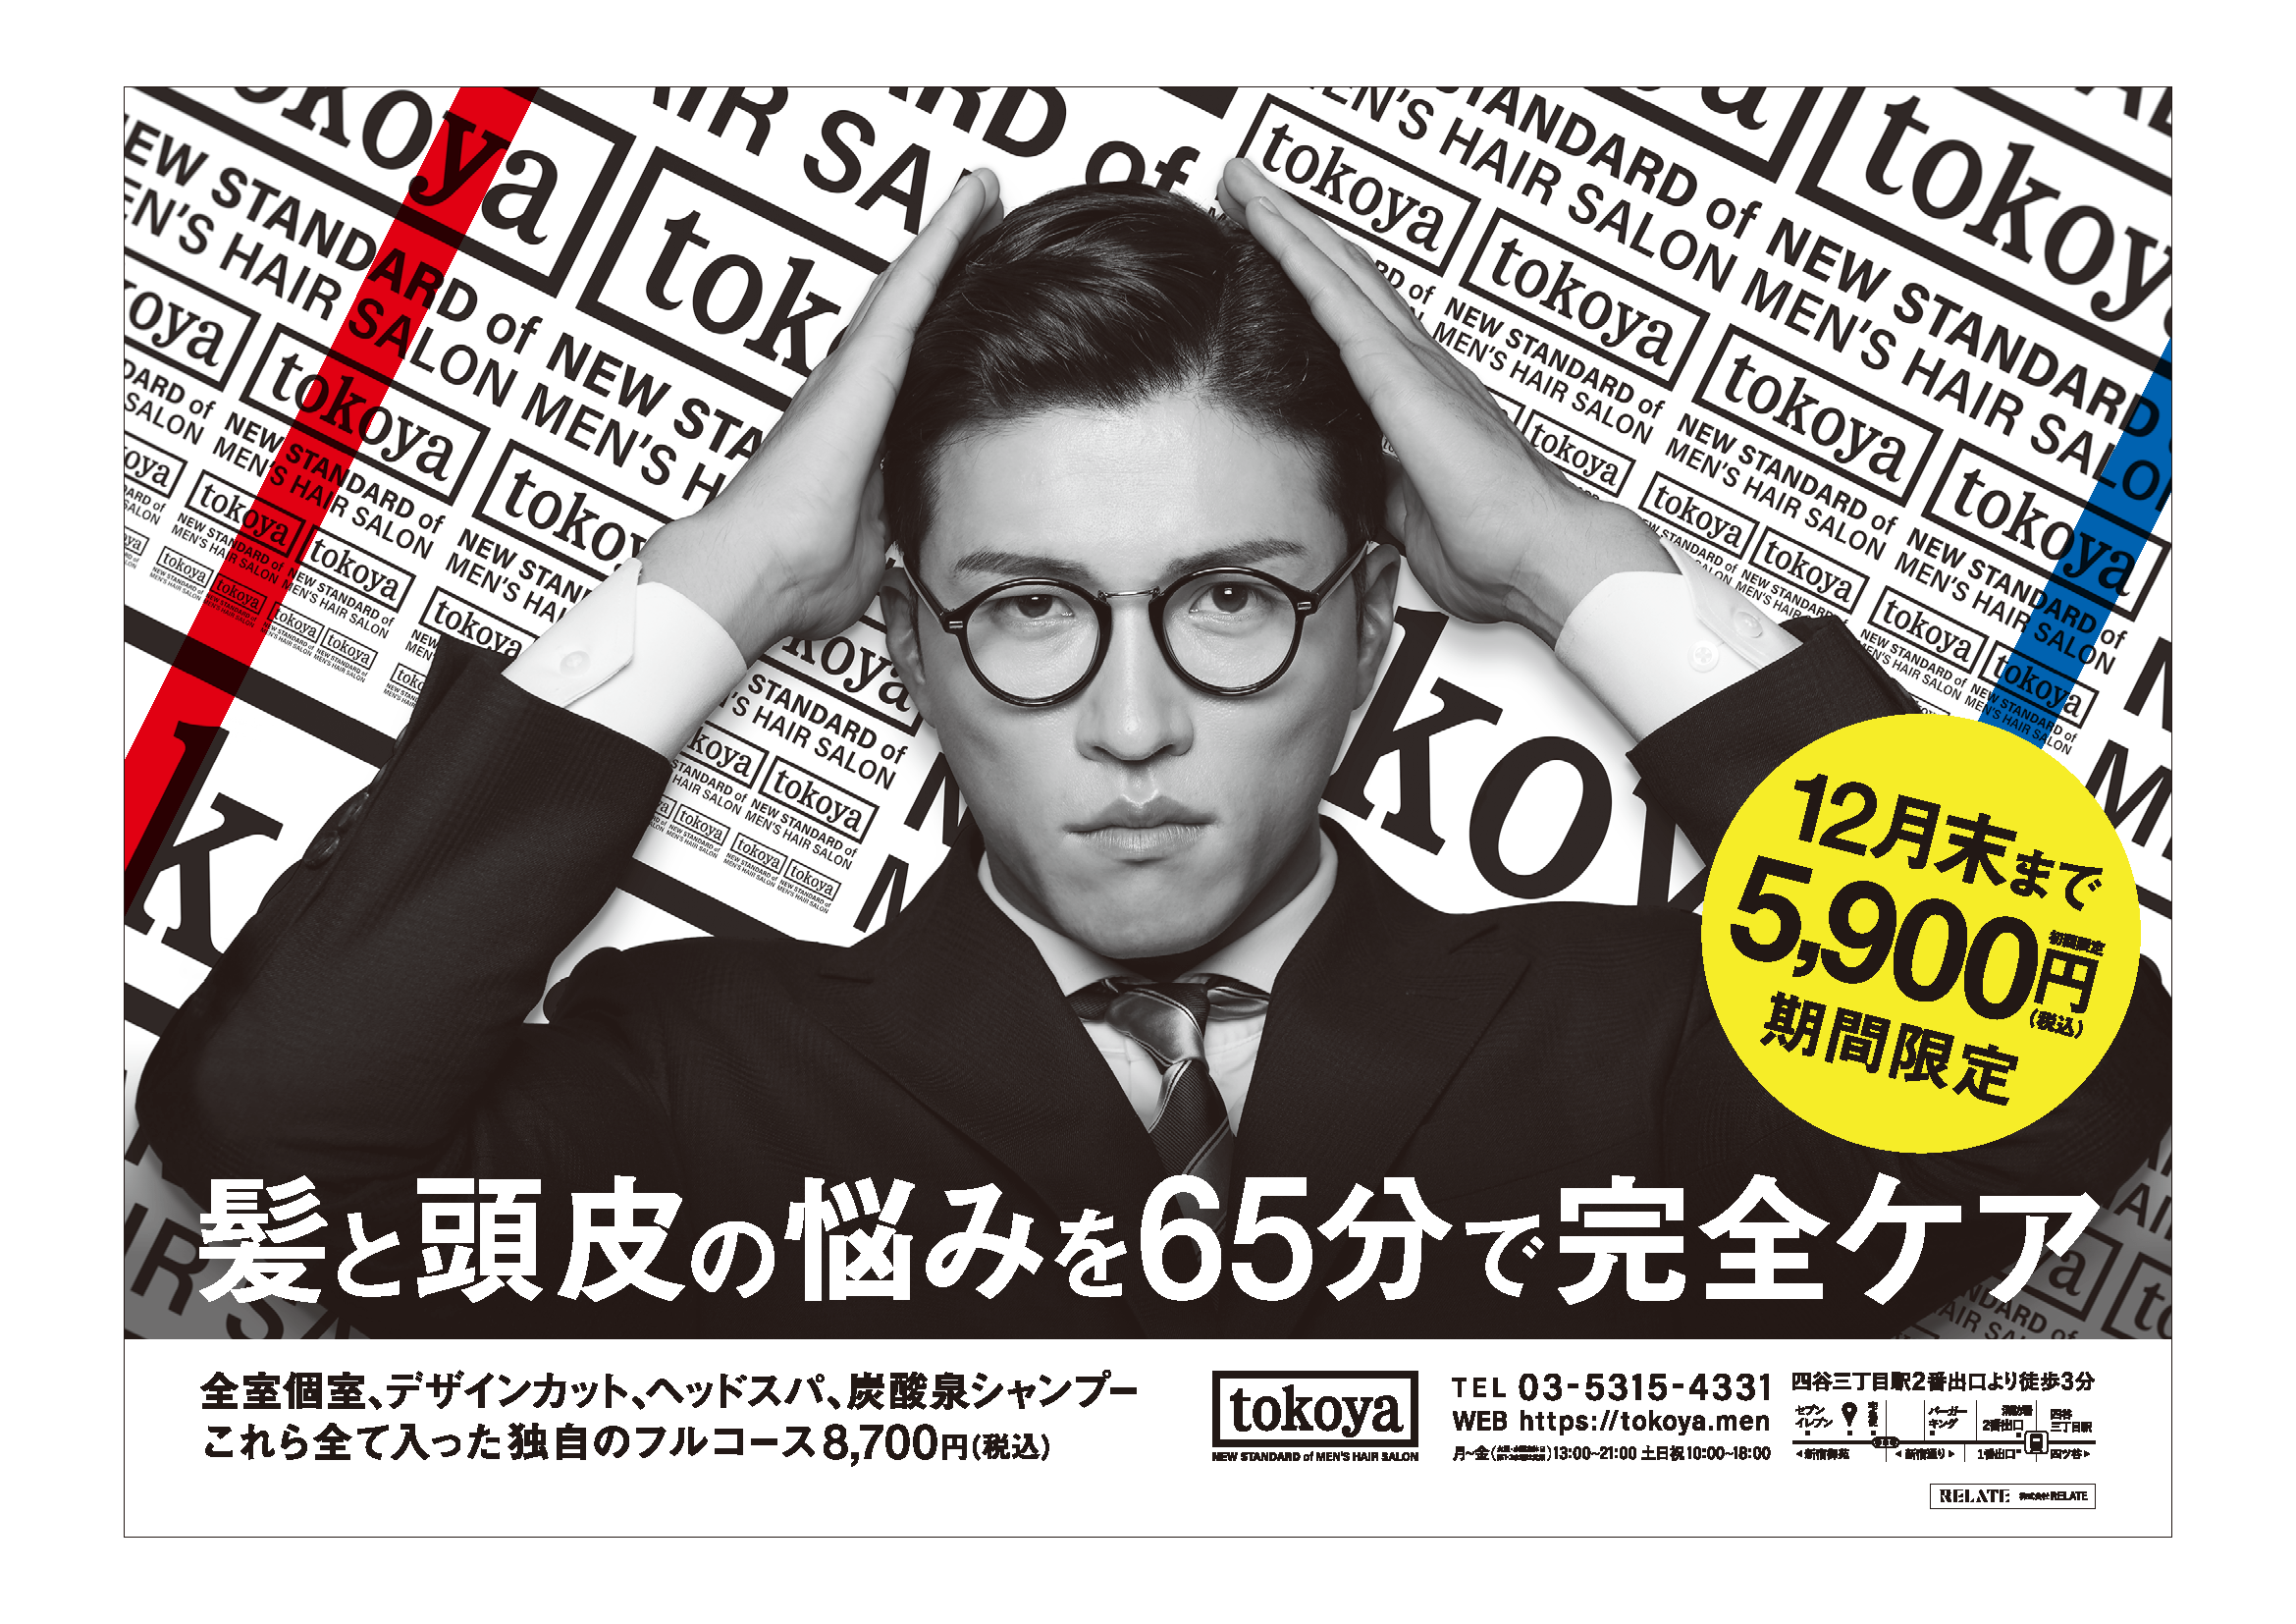 tokoya
NEW STANDARD of
MEN'S HAIR SALON
12月末まで
5,900円
初回限定
(税込)
期間限定
髪と頭皮の悩みを65分で完全ケア
全室個室、デザインカット、ヘッドスパ、炭酸泉シャンプー
これら全て入った独自のフルコース8,700円(税込)
tokoya
NEW STANDARD of MEN'S HAIR SALON
TEL 03-5315-4331
WEB https://tokoya.men
月~金 13:00~21:00 土日祝10:00~18:00
四谷三丁目駅2番出口より徒歩3分
セブン
イレブン
バーガー
キング
消防署
2番出口
四谷
三丁目駅
新宿御苑
新宿通り
1番出口
四ツ谷
RELATE 株式会社RELATE